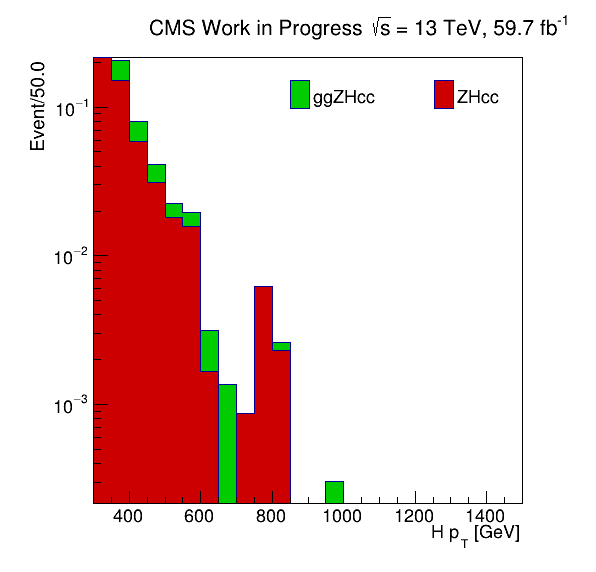 CMS Work in Progress √s = 13 TeV, 59.7 fb⁻¹
Event/50.0
ggZHcc ZHcc
10⁻¹
10⁻²
10⁻³
400 600 800 1000 1200 1400
H p_T [GeV]